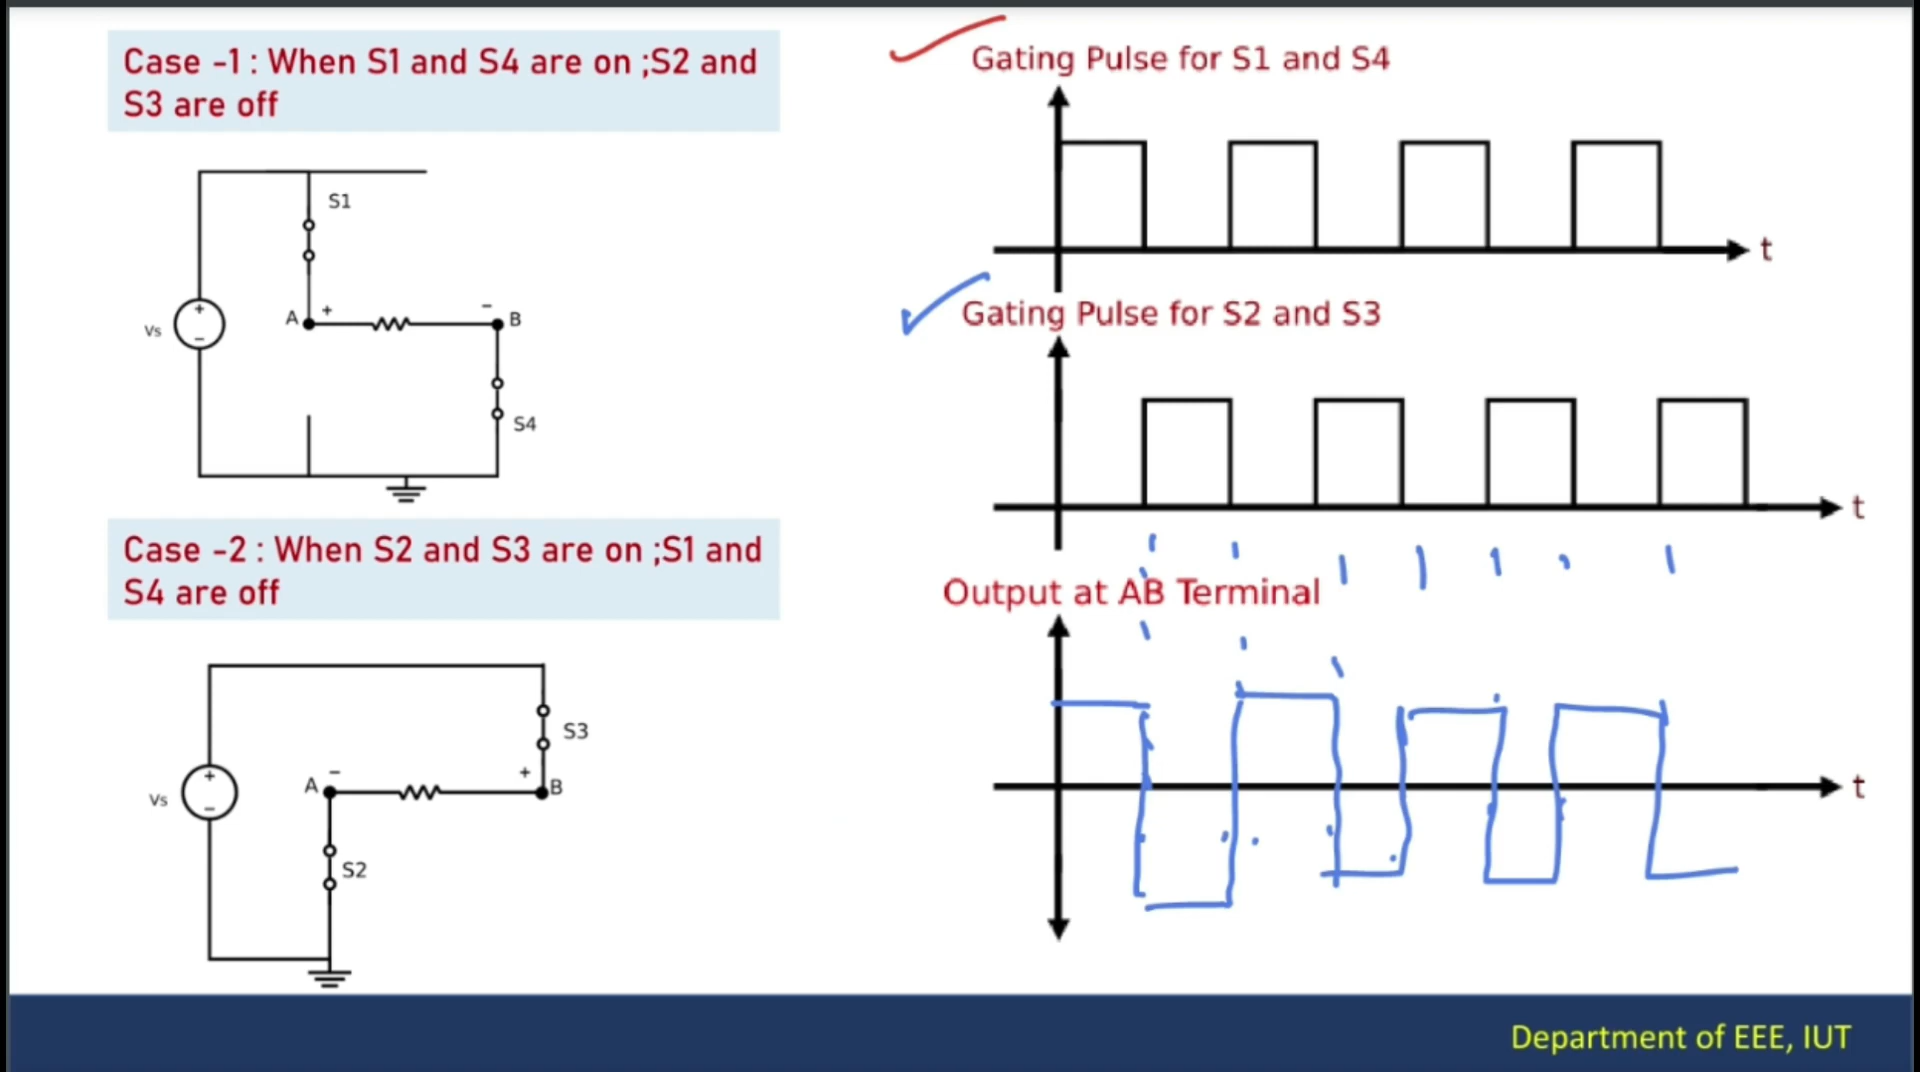 Case -1 : When S1 and S4 are on ;S2 and
S3 are off
S1
Vs
+
−
A
+
−
B
S4
Case -2 : When S2 and S3 are on ;S1 and
S4 are off
S3
Vs
+
−
A
−
+
B
S2
Gating Pulse for S1 and S4
t
Gating Pulse for S2 and S3
t
Output at AB Terminal
t
Department of EEE, IUT